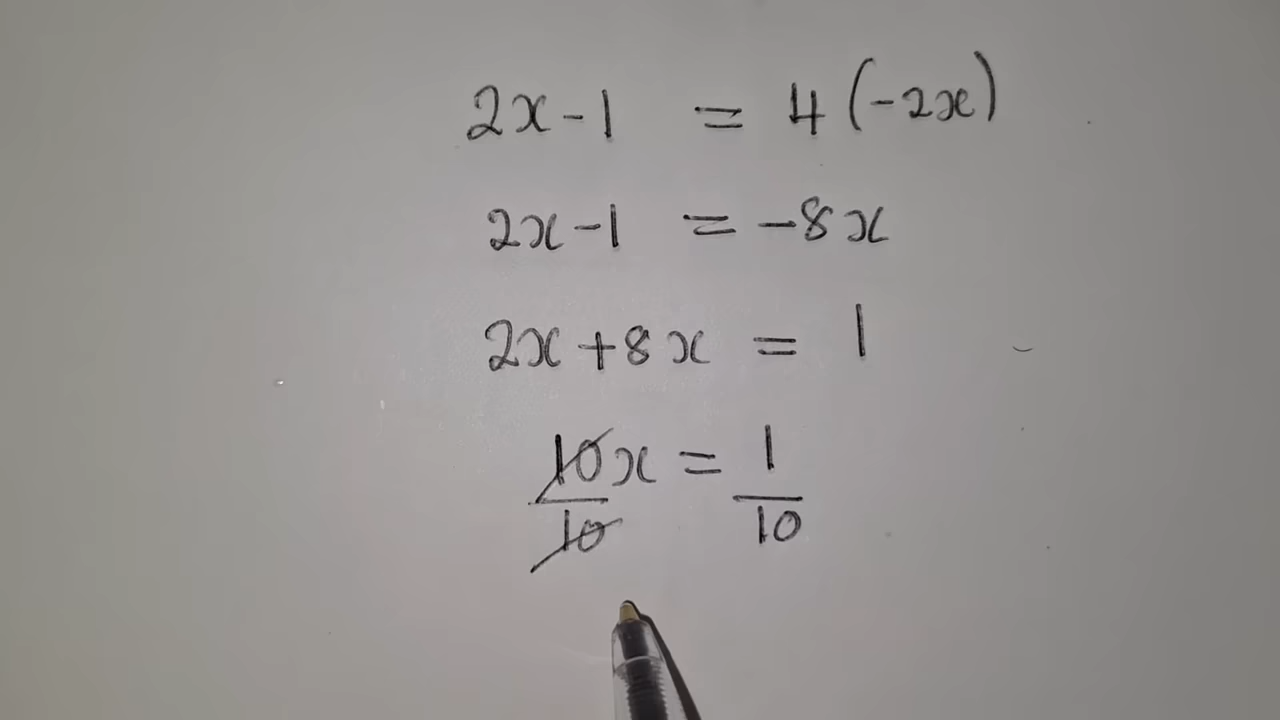 2x - 1 = 4(-2x)
2x - 1 = -8x
2x + 8x = 1
10x/10 = 1/10